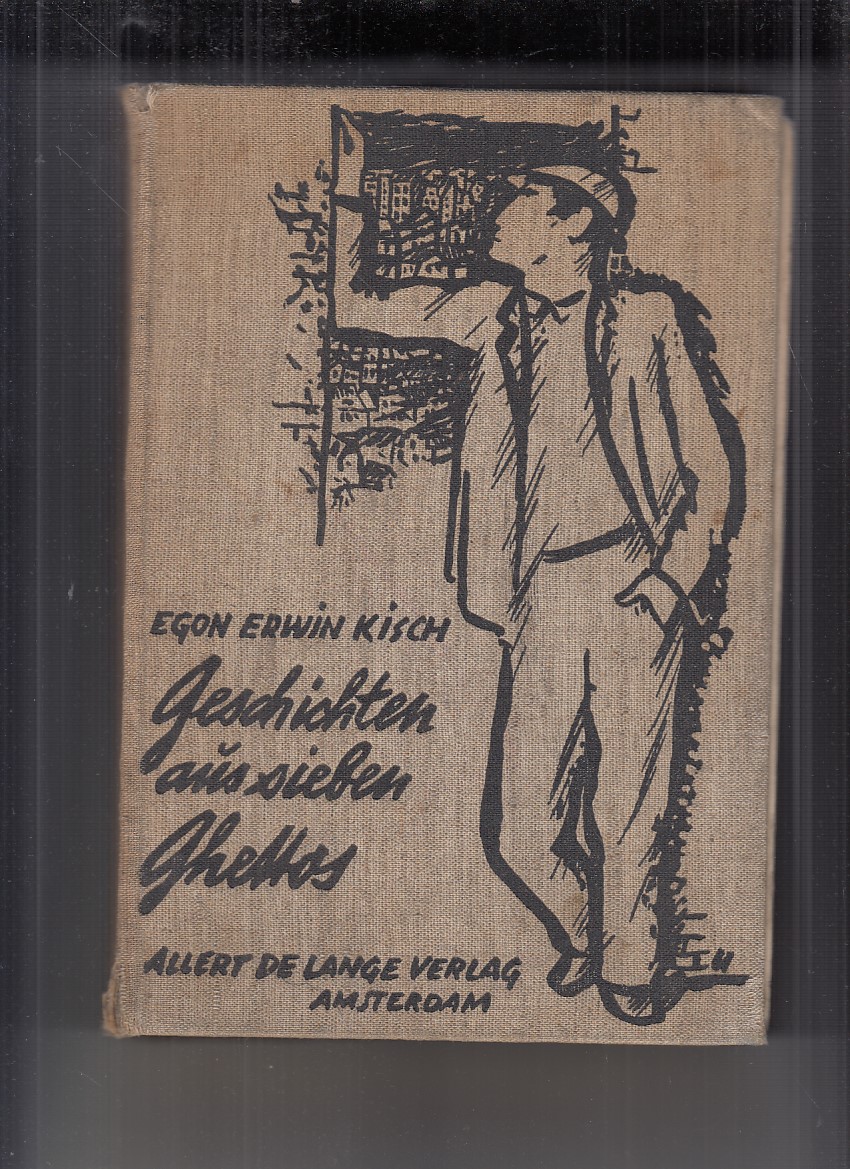 EGON ERWIN KISCH
Geschichten
aus sieben
Ghettos
ALLERT DE LANGE VERLAG
AMSTERDAM